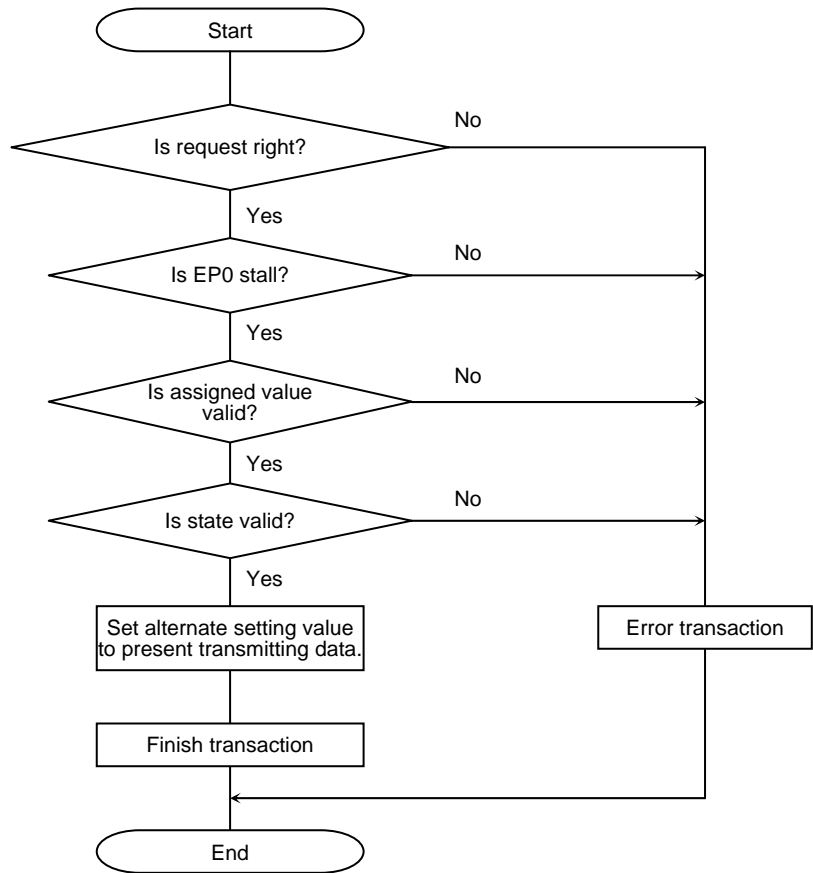 Start
Is request right?
No
Yes
Is EP0 stall?
No
Yes
Is assigned value
valid?
No
Yes
Is state valid?
No
Yes
Set alternate setting value
to present transmitting data.
Error transaction
Finish transaction
End